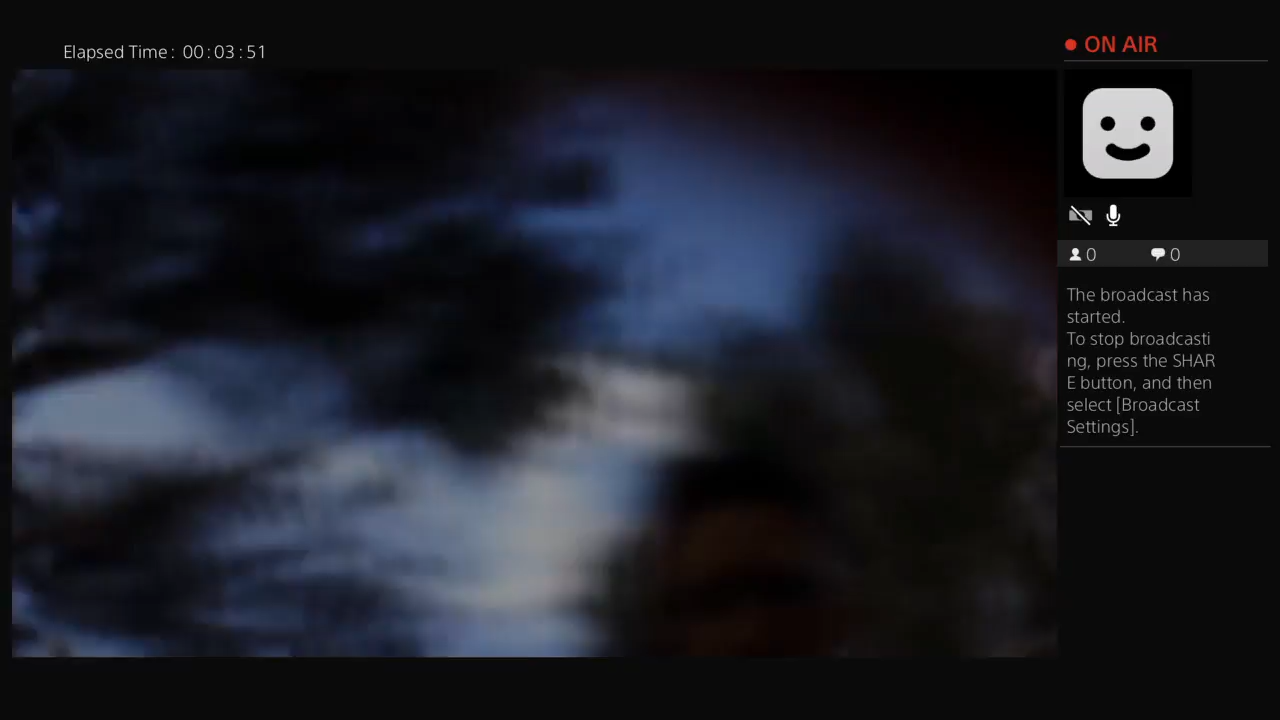 Elapsed Time: 00:03:51
ON AIR
0 0
The broadcast has
started.
To stop broadcasti
ng, press the SHAR
E button, and then
select [Broadcast
Settings].